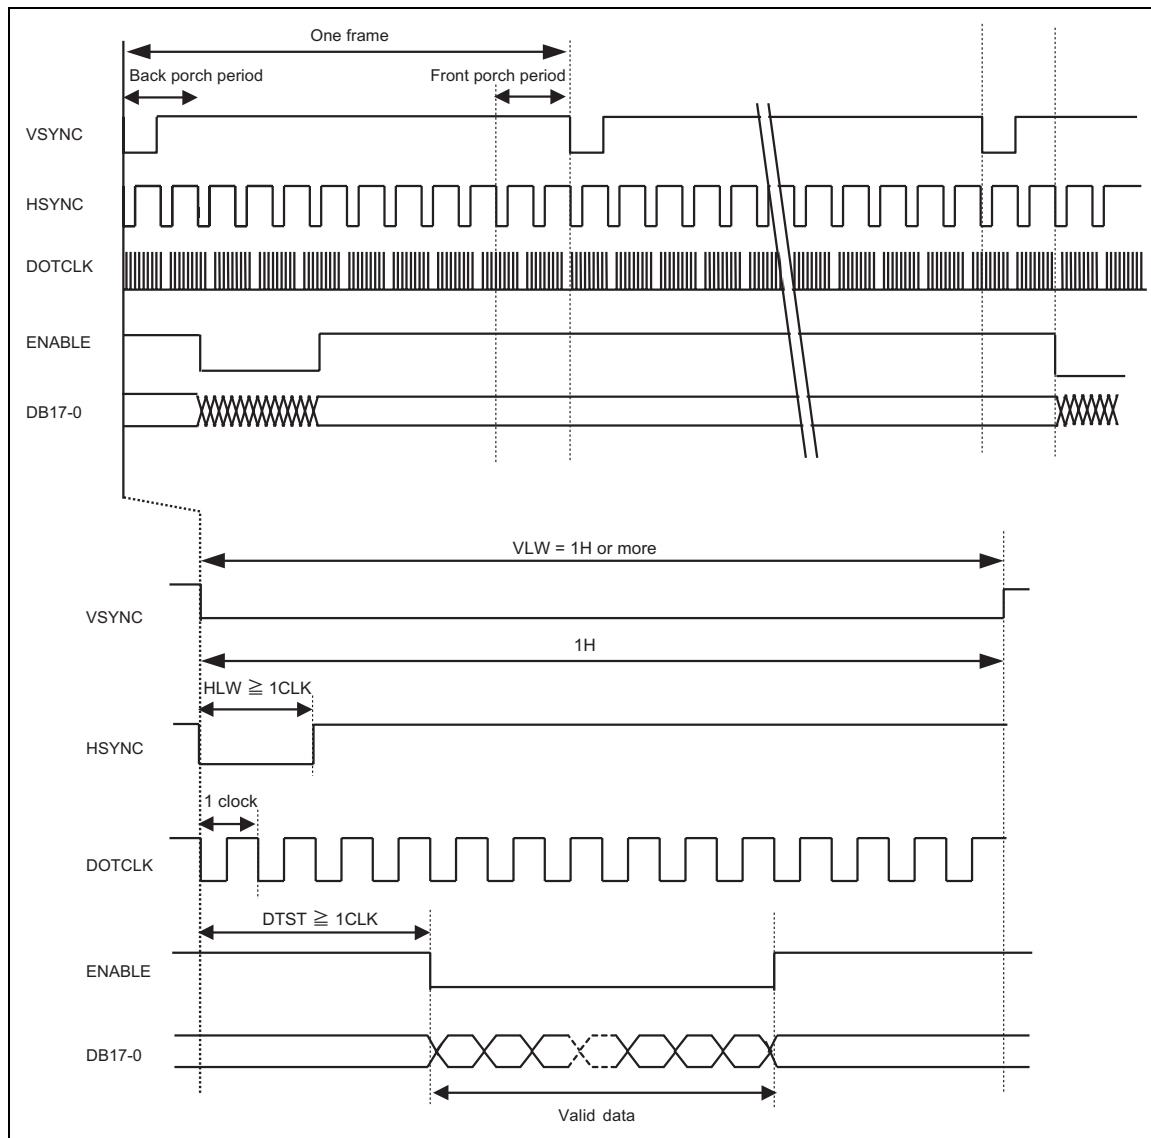 One frame
Back porch period
Front porch period
VSYNC
HSYNC
DOTCLK
ENABLE
DB17-0
VLW = 1H or more
VSYNC
1H
HLW ≧ 1CLK
HSYNC
1 clock
DOTCLK
DTST ≧ 1CLK
ENABLE
DB17-0
Valid data